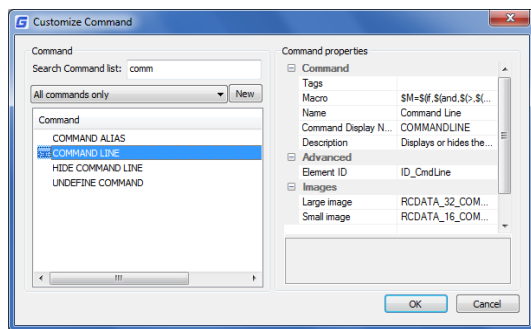 Customize Command
Command
Search Command list: comm
All commands only New
Command
COMMAND ALIAS
COMMAND LINE
HIDE COMMAND LINE
UNDEFINE COMMAND
Command properties
Command
Tags
Macro $M=$(if,$(and,$(>,$(...
Name Command Line
Command Display N... COMMANDLINE
Description Displays or hides the...
Advanced
Element ID ID_CmdLine
Images
Large image RCDATA_32_COM...
Small image RCDATA_16_COM...
OK Cancel